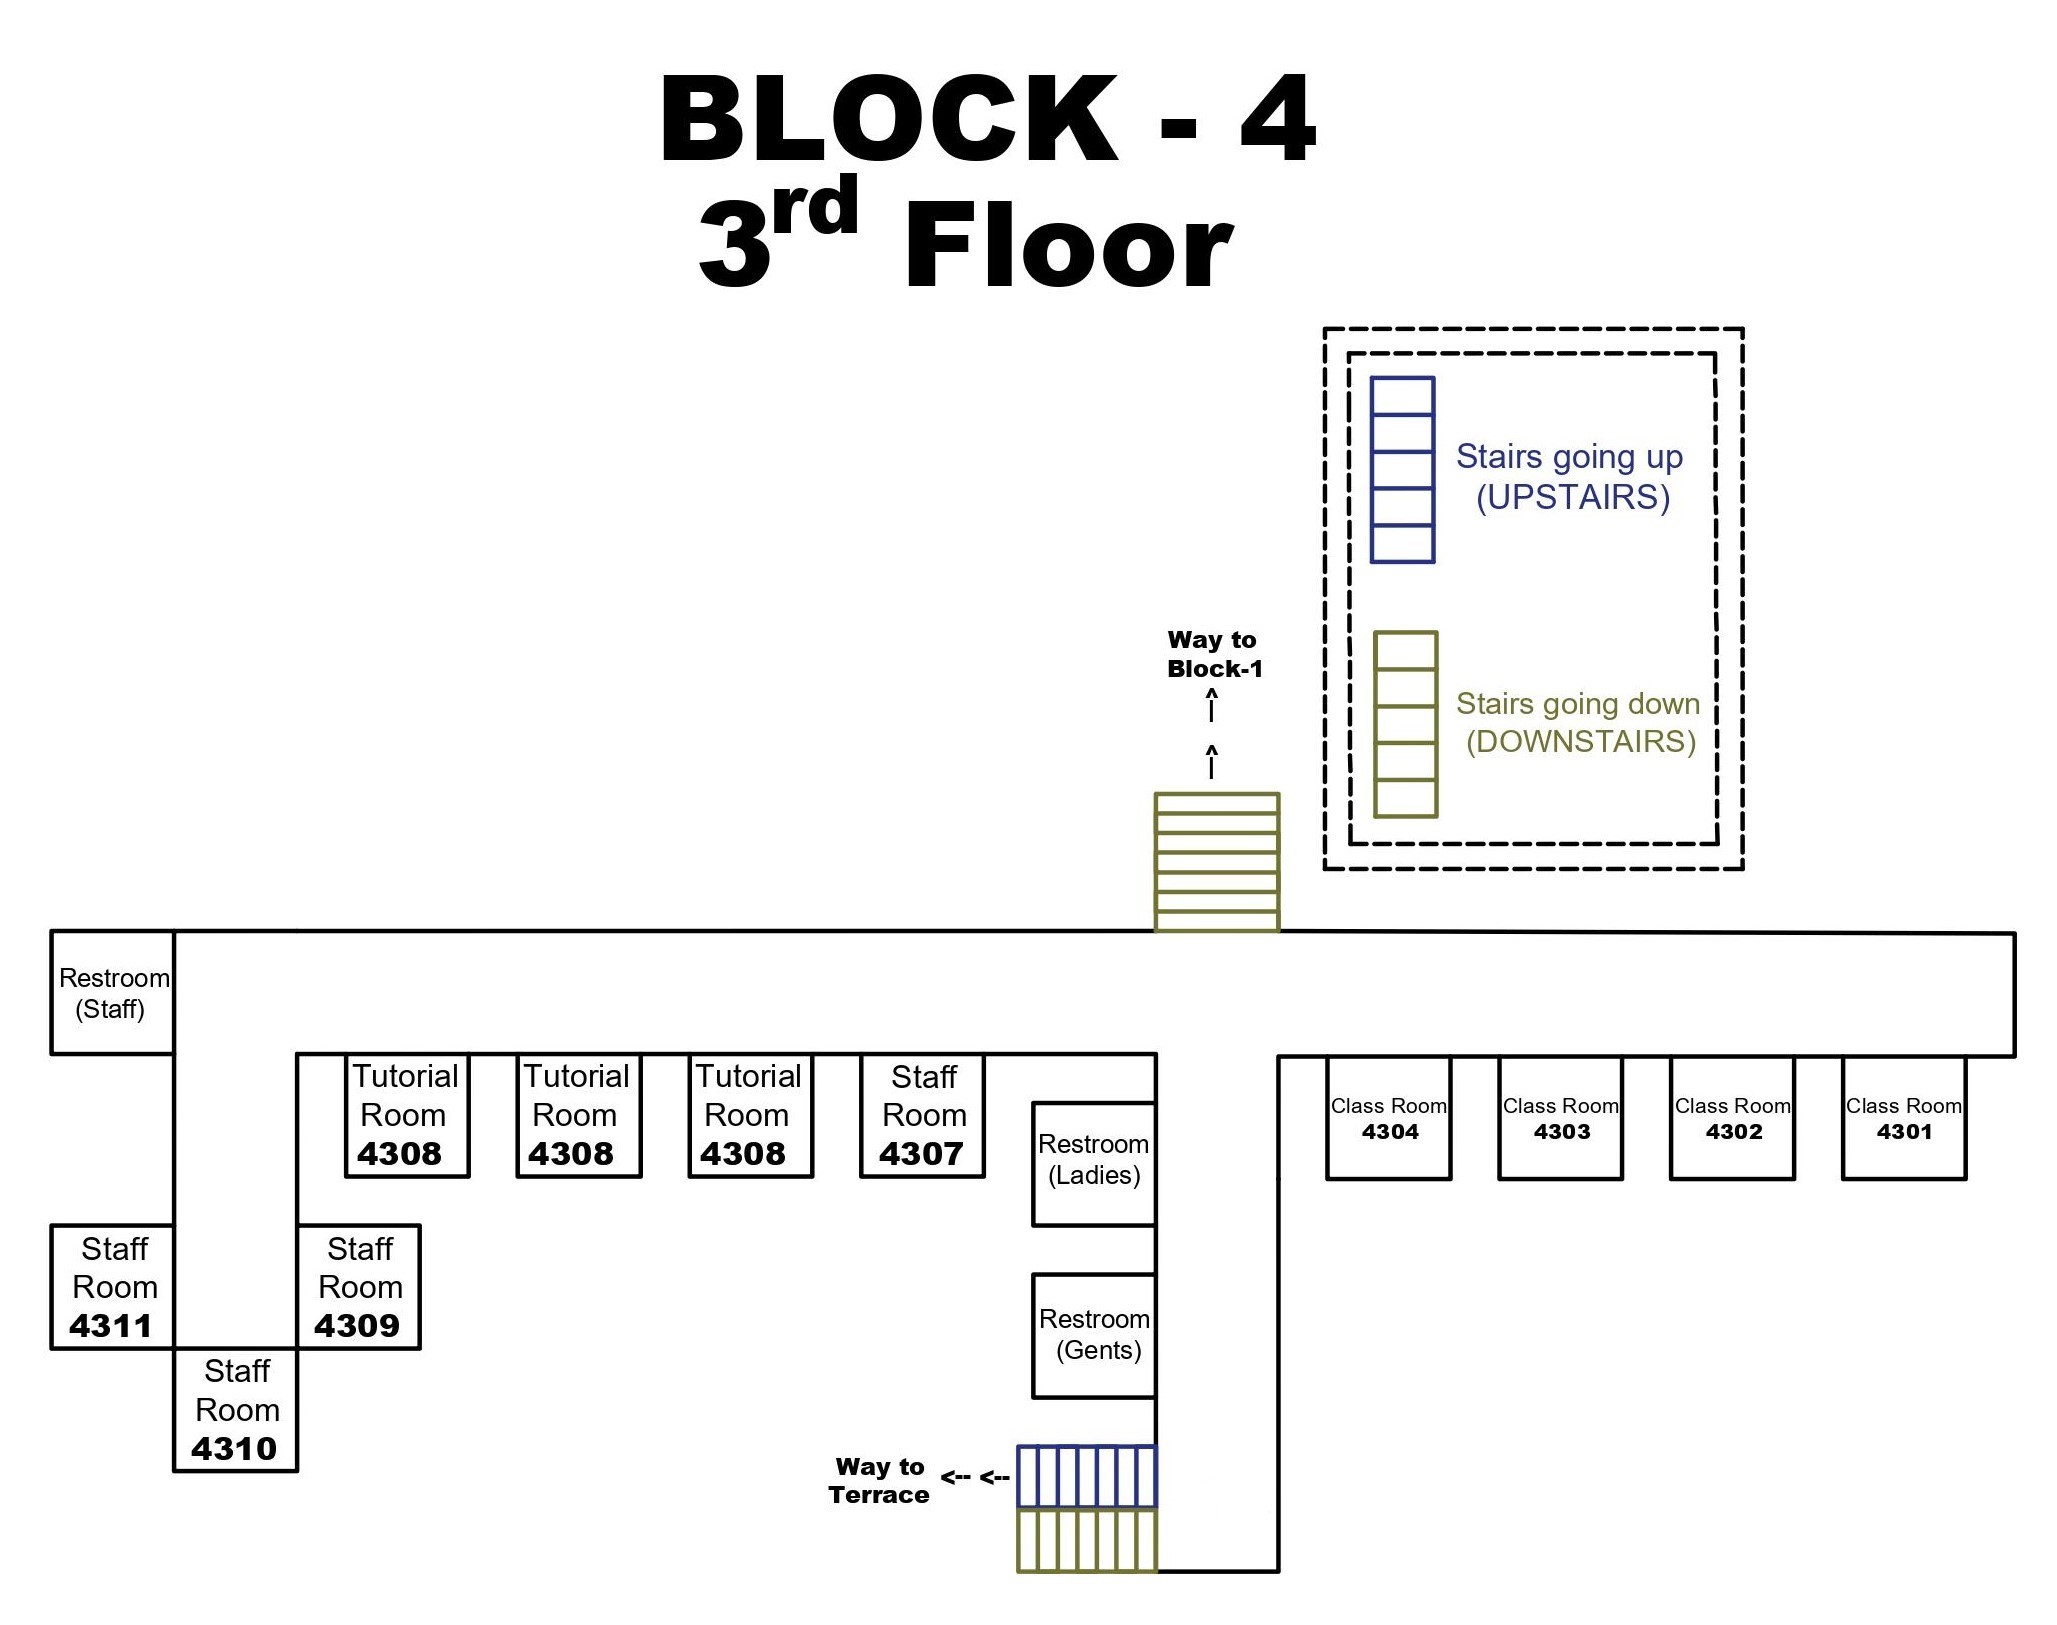 BLOCK - 4
3rd Floor
Stairs going up
(UPSTAIRS)
Way to
Block-1
Stairs going down
(DOWNSTAIRS)
Restroom
(Staff)
Tutorial
Room
4308
Tutorial
Room
4308
Tutorial
Room
4308
Staff
Room
4307
Restroom
(Ladies)
Class Room
4304
Class Room
4303
Class Room
4302
Class Room
4301
Staff
Room
4311
Staff
Room
4309
Restroom
(Gents)
Staff
Room
4310
Way to
Terrace